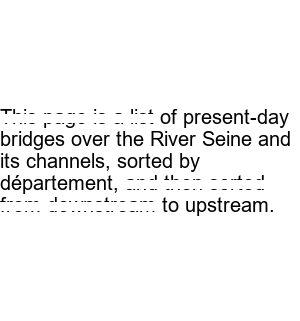 This page is a list of present-day
bridges over the River Seine and
its channels, sorted by
département, and then sorted
from downstream to upstream.